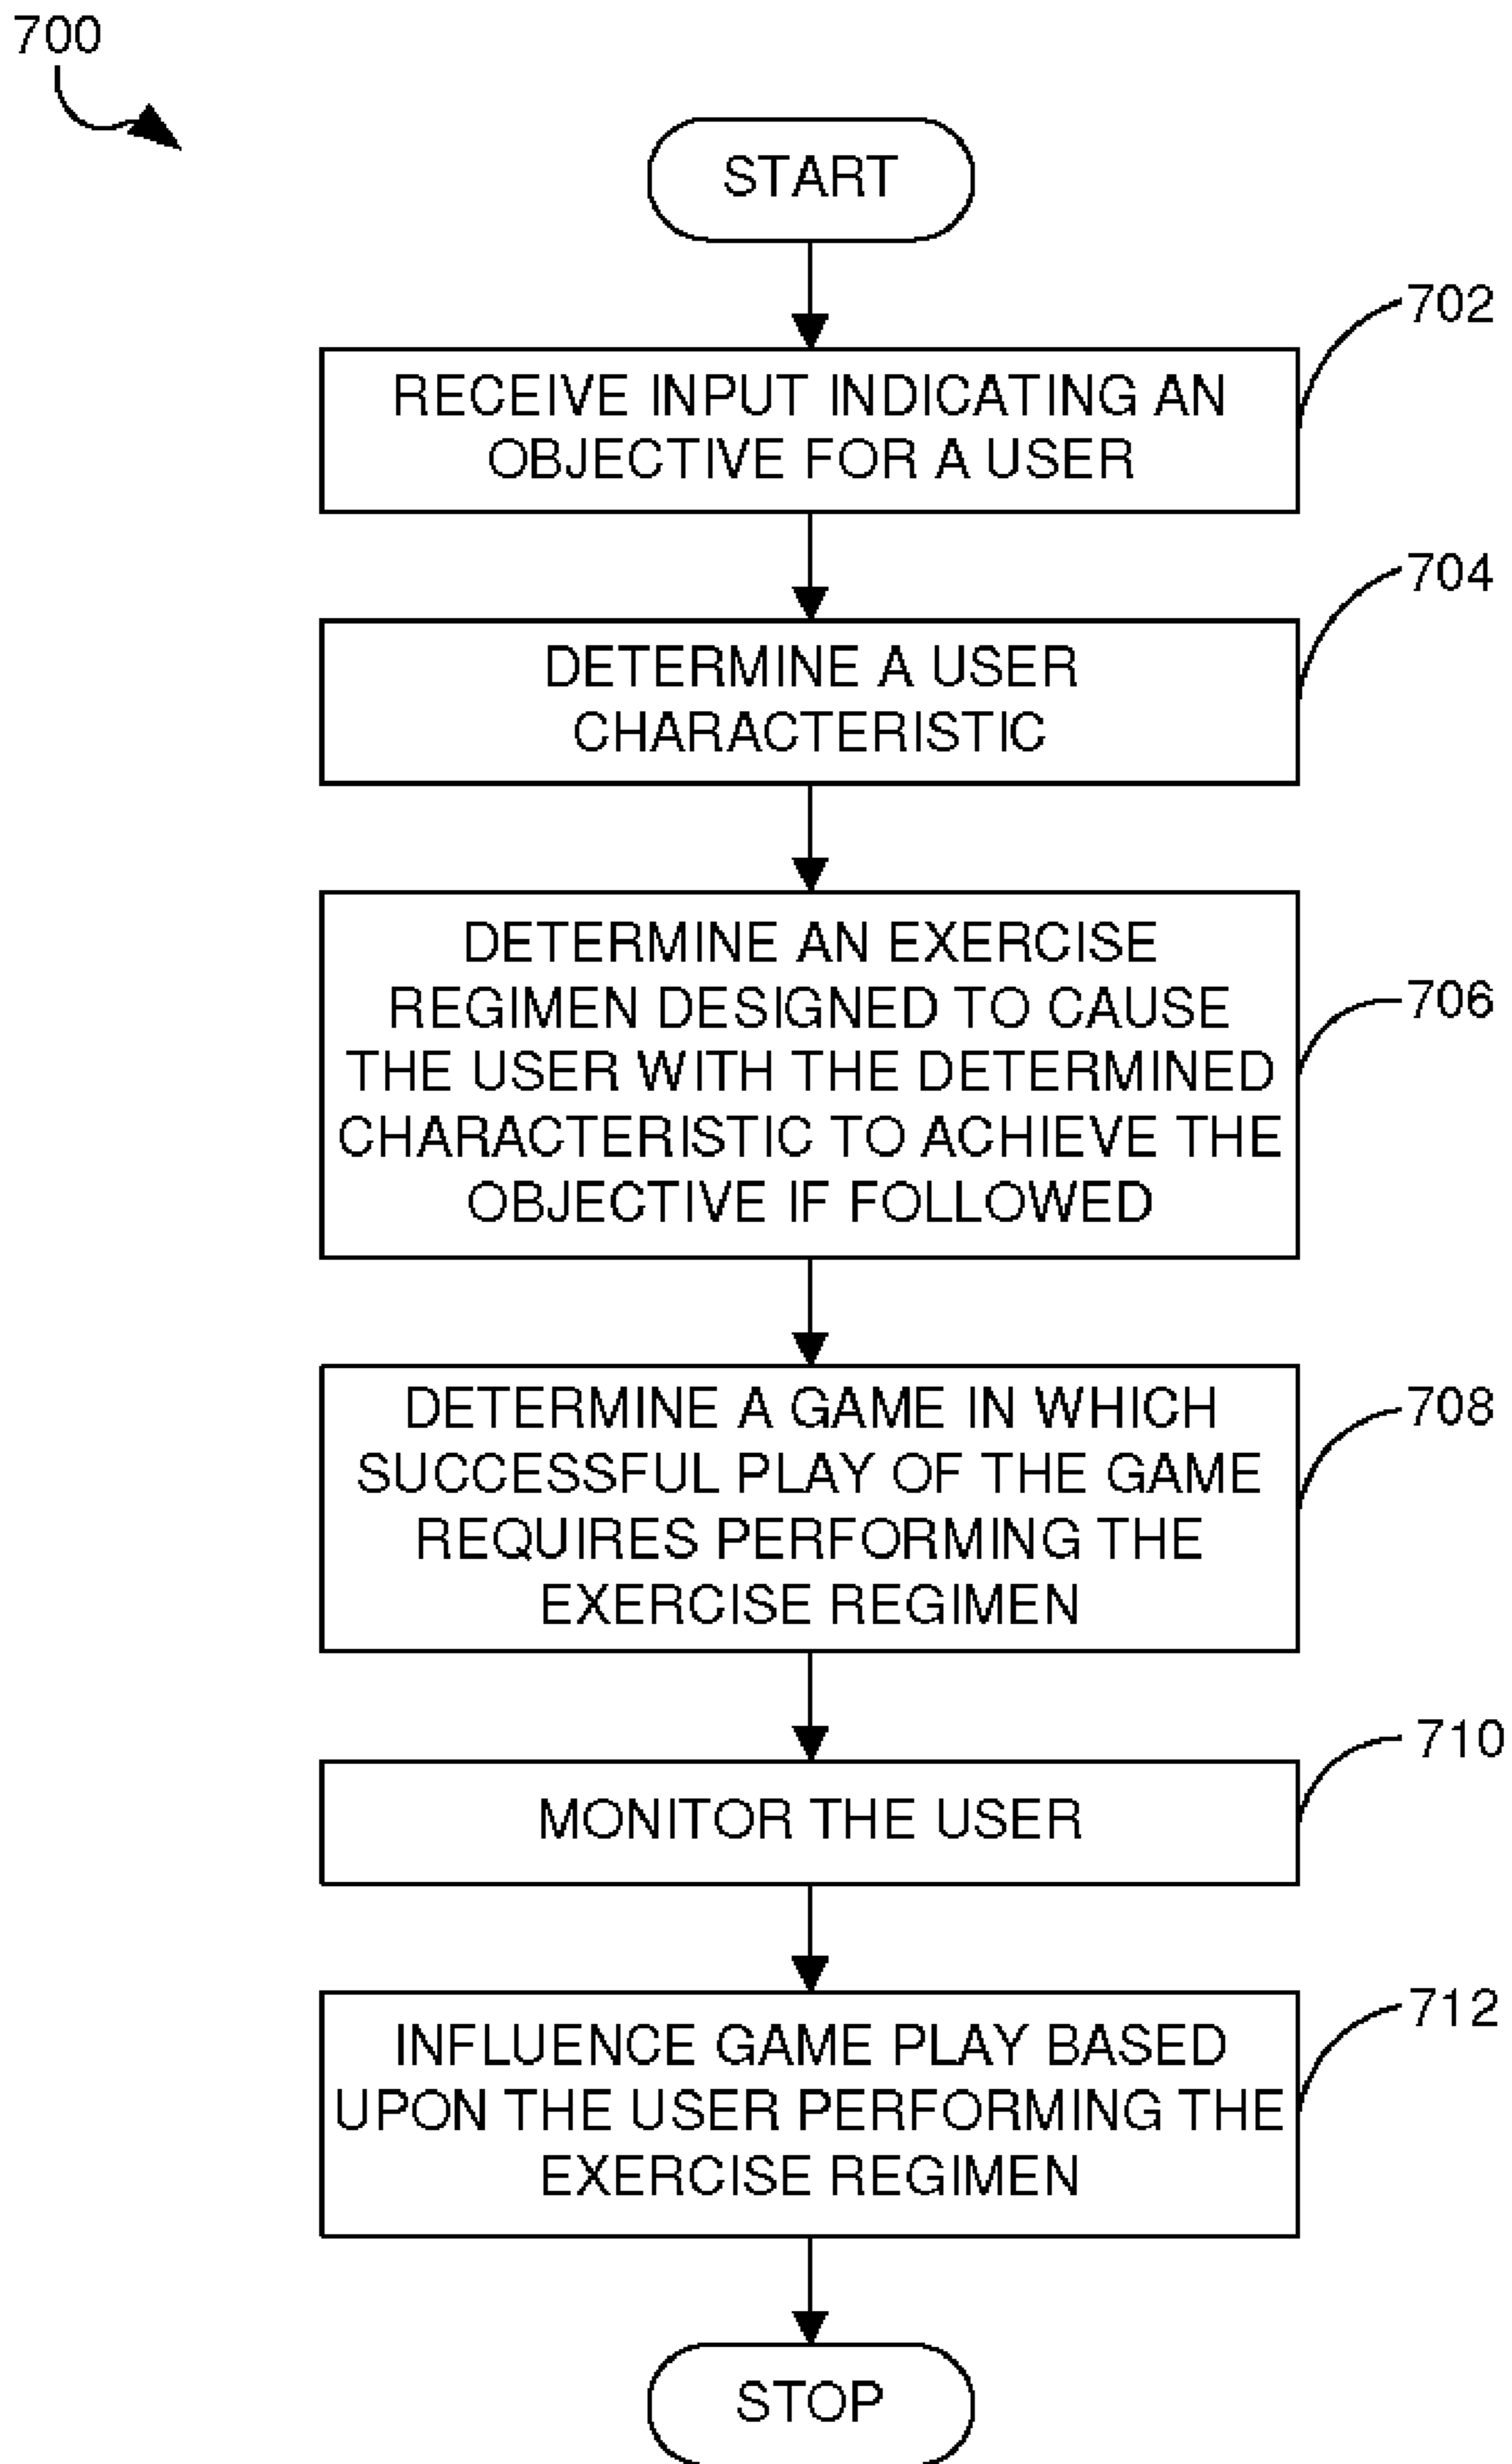 700
START
702
RECEIVE INPUT INDICATING AN
OBJECTIVE FOR A USER
704
DETERMINE A USER
CHARACTERISTIC
DETERMINE AN EXERCISE
REGIMEN DESIGNED TO CAUSE
THE USER WITH THE DETERMINED
CHARACTERISTIC TO ACHIEVE THE
OBJECTIVE IF FOLLOWED
706
DETERMINE A GAME IN WHICH
SUCCESSFUL PLAY OF THE GAME
REQUIRES PERFORMING THE
EXERCISE REGIMEN
708
710
MONITOR THE USER
712
INFLUENCE GAME PLAY BASED
UPON THE USER PERFORMING THE
EXERCISE REGIMEN
STOP